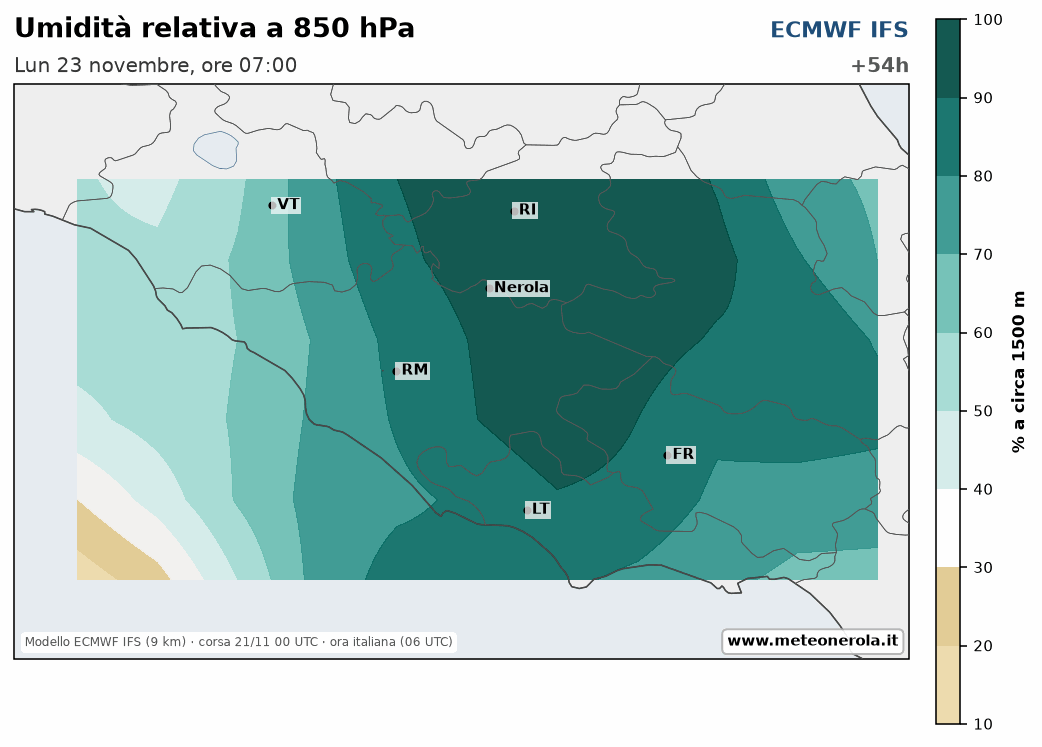 Umidità relativa a 850 hPa
ECMWF IFS
Lun 23 novembre, ore 07:00
+54h
100
90
80
70
60
50
40
30
20
10
% a circa 1500 m
VT
RI
Nerola
RM
FR
LT
Modello ECMWF IFS (9 km) · corsa 21/11 00 UTC · ora italiana (06 UTC)
www.meteonerola.it